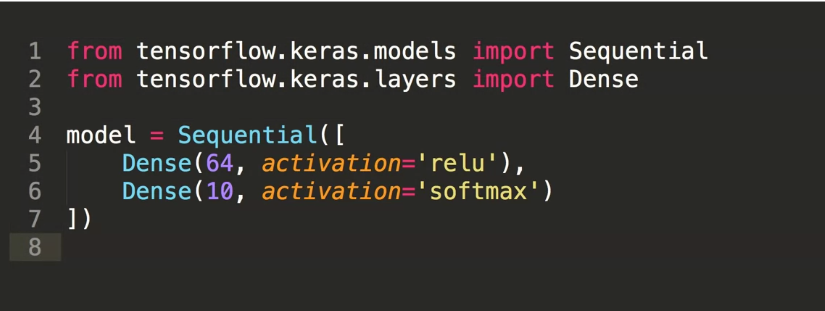 1 from tensorflow.keras.models import Sequential
2 from tensorflow.keras.layers import Dense
3
4 model = Sequential([
5     Dense(64, activation='relu'),
6     Dense(10, activation='softmax')
7 ])
8